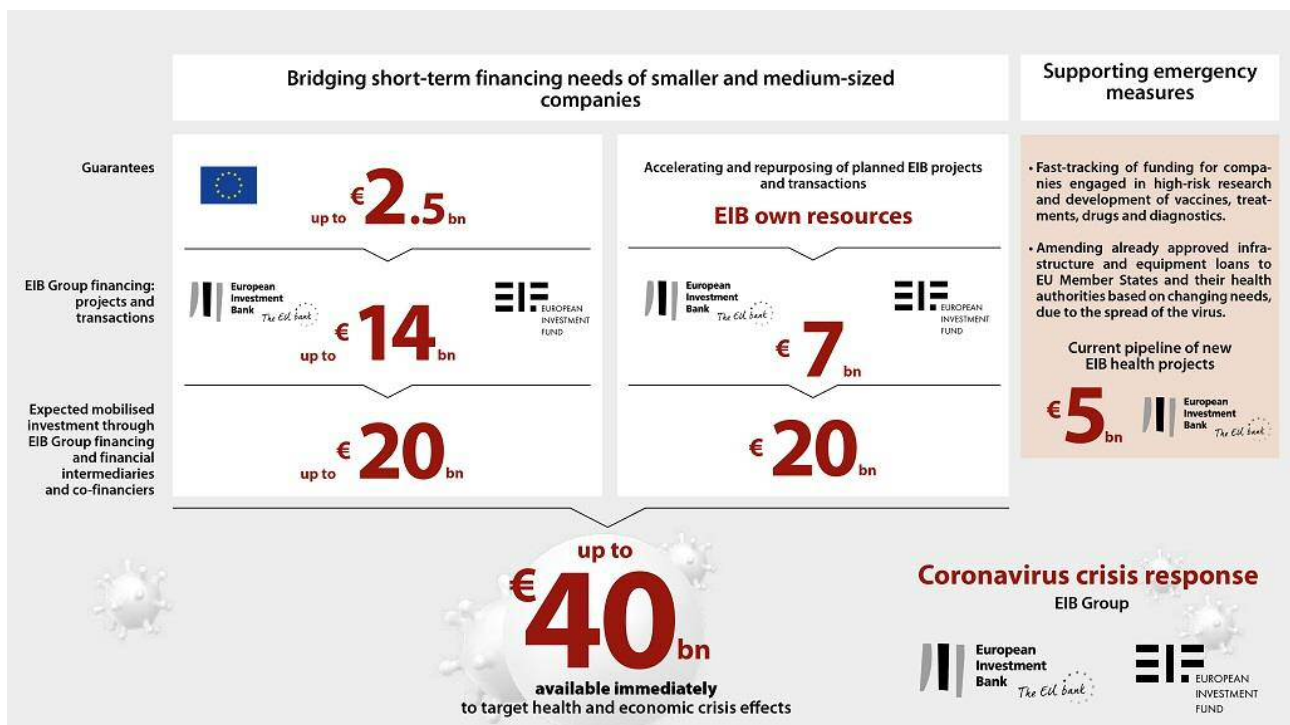 Bridging short-term financing needs of smaller and medium-sized
companies
Supporting emergency
measures
Guarantees
up to €2.5bn
Accelerating and repurposing of planned EIB projects
and transactions
EIB own resources
• Fast-tracking of funding for compa-
nies engaged in high-risk research
and development of vaccines, treat-
ments, drugs and diagnostics.
• Amending already approved infra-
structure and equipment loans to
EU Member States and their health
authorities based on changing needs,
due to the spread of the virus.
Current pipeline of new
EIB health projects
€5bn
European
Investment
Bank
The EU bank
EIB Group financing:
projects and
transactions
European
Investment
Bank
The EU bank
EIF
EUROPEAN
INVESTMENT
FUND
up to €14bn
European
Investment
Bank
The EU bank
EIF
EUROPEAN
INVESTMENT
FUND
€7bn
Expected mobilised
investment through
EIB Group financing
and financial
intermediaries
and co-financiers
up to €20bn
€20bn
up to
€40bn
available immediately
to target health and economic crisis effects
Coronavirus crisis response
EIB Group
European
Investment
Bank
The EU bank
EIF
EUROPEAN
INVESTMENT
FUND